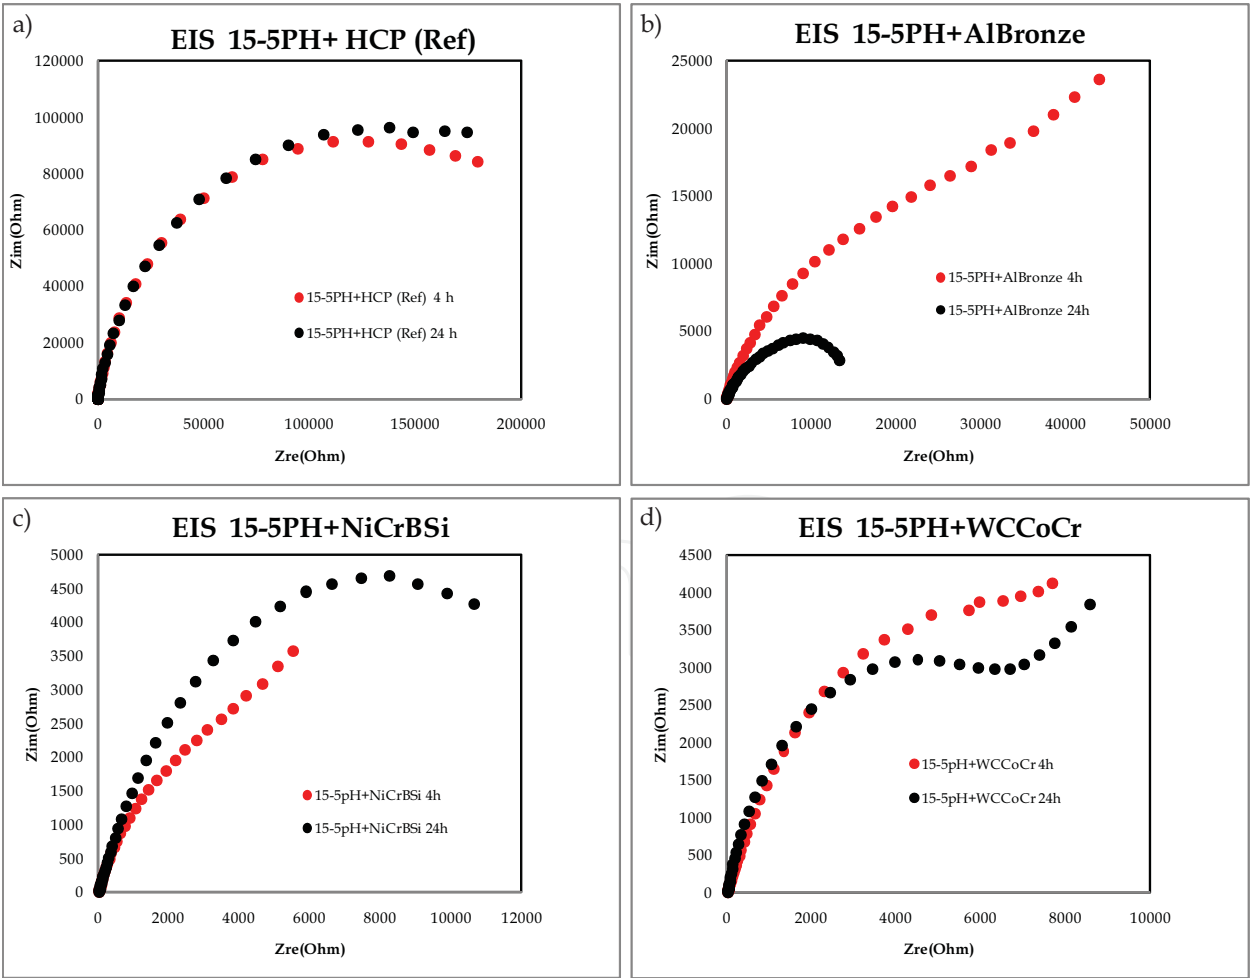 a)
EIS 15-5PH+ HCP (Ref)
120000
100000
80000
60000
40000
20000
0
Zim(Ohm)
15-5PH+HCP (Ref) 4 h
15-5PH+HCP (Ref) 24 h
0 50000 100000 150000 200000
Zre(Ohm)
b)
EIS 15-5PH+AlBronze
25000
20000
15000
10000
5000
0
Zim(Ohm)
15-5PH+AlBronze 4h
15-5PH+AlBronze 24h
0 10000 20000 30000 40000 50000
Zre(Ohm)
c)
EIS 15-5PH+NiCrBSi
5000
4500
4000
3500
3000
2500
2000
1500
1000
500
0
Zim(Ohm)
15-5pH+NiCrBSi 4h
15-5pH+NiCrBSi 24h
0 2000 4000 6000 8000 10000 12000
Zre(Ohm)
d)
EIS 15-5PH+WCCoCr
4500
4000
3500
3000
2500
2000
1500
1000
500
0
Zim(Ohm)
15-5pH+WCCoCr 4h
15-5pH+WCCoCr 24h
0 2000 4000 6000 8000 10000
Zre(Ohm)